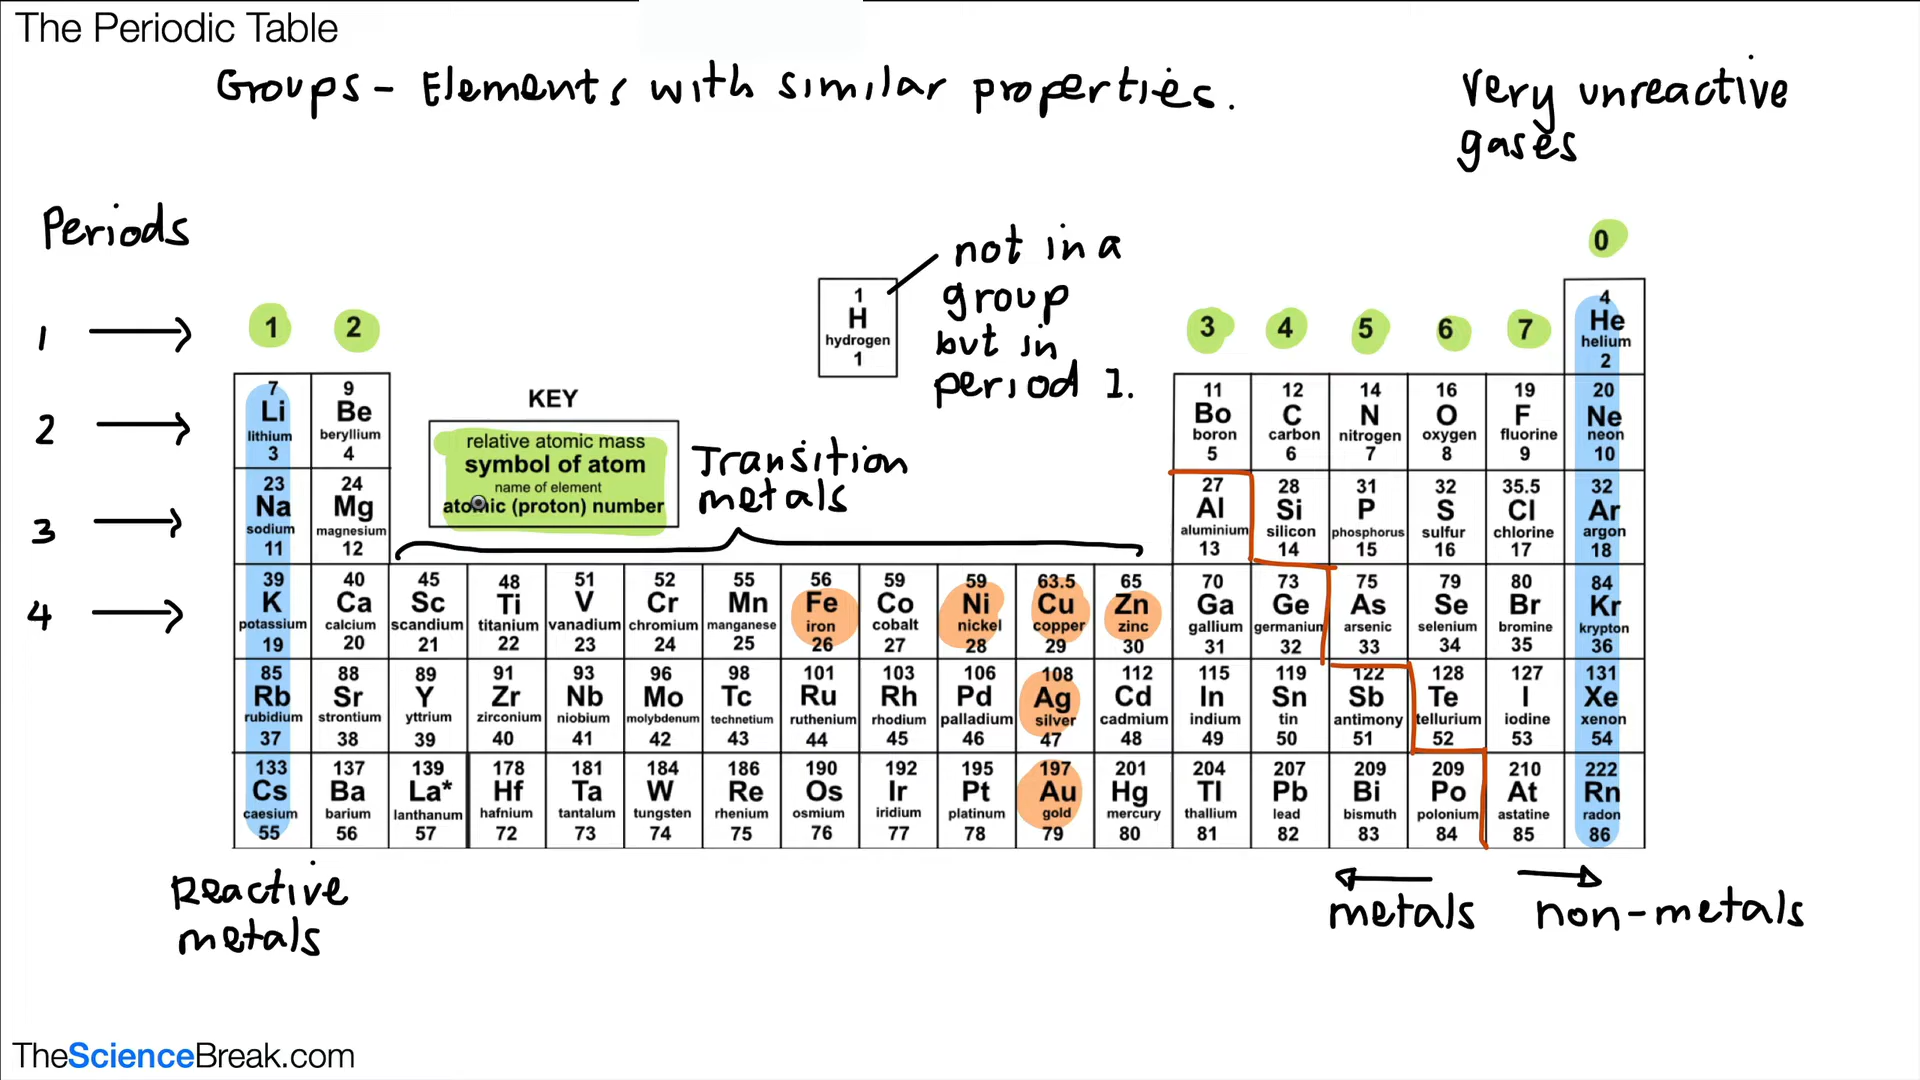 The Periodic Table
Groups - Elements with similar properties.
very unreactive
gases
Periods
0
not in a
group
but in
period 1.
1
H
hydrogen
1
4
He
helium
2
1
1 2
3 4 5 6 7
2
7
Li
lithium
3
9
Be
beryllium
4
KEY
relative atomic mass
symbol of atom
name of element
atomic (proton) number
Transition
metals
11
Bo
boron
5
12
C
carbon
6
14
N
nitrogen
7
16
O
oxygen
8
19
F
fluorine
9
20
Ne
neon
10
3
23
Na
sodium
11
24
Mg
magnesium
12
27
Al
aluminium
13
28
Si
silicon
14
31
P
phosphorus
15
32
S
sulfur
16
35.5
Cl
chlorine
17
32
Ar
argon
18
4
39
K
potassium
19
40
Ca
calcium
20
45
Sc
scandium
21
48
Ti
titanium
22
51
V
vanadium
23
52
Cr
chromium
24
55
Mn
manganese
25
56
Fe
iron
26
59
Co
cobalt
27
59
Ni
nickel
28
63.5
Cu
copper
29
65
Zn
zinc
30
70
Ga
gallium
31
73
Ge
germanium
32
75
As
arsenic
33
79
Se
selenium
34
80
Br
bromine
35
84
Kr
krypton
36
85
Rb
rubidium
37
88
Sr
strontium
38
89
Y
yttrium
39
91
Zr
zirconium
40
93
Nb
niobium
41
96
Mo
molybdenum
42
98
Tc
technetium
43
101
Ru
ruthenium
44
103
Rh
rhodium
45
106
Pd
palladium
46
108
Ag
silver
47
112
Cd
cadmium
48
115
In
indium
49
119
Sn
tin
50
122
Sb
antimony
51
128
Te
tellurium
52
127
I
iodine
53
131
Xe
xenon
54
133
Cs
caesium
55
137
Ba
barium
56
139
La*
lanthanum
57
178
Hf
hafnium
72
181
Ta
tantalum
73
184
W
tungsten
74
186
Re
rhenium
75
190
Os
osmium
76
192
Ir
iridium
77
195
Pt
platinum
78
197
Au
gold
79
201
Hg
mercury
80
204
Tl
thallium
81
207
Pb
lead
82
209
Bi
bismuth
83
209
Po
polonium
84
210
At
astatine
85
222
Rn
radon
86
Reactive
metals
metals
non-metals
TheScienceBreak.com